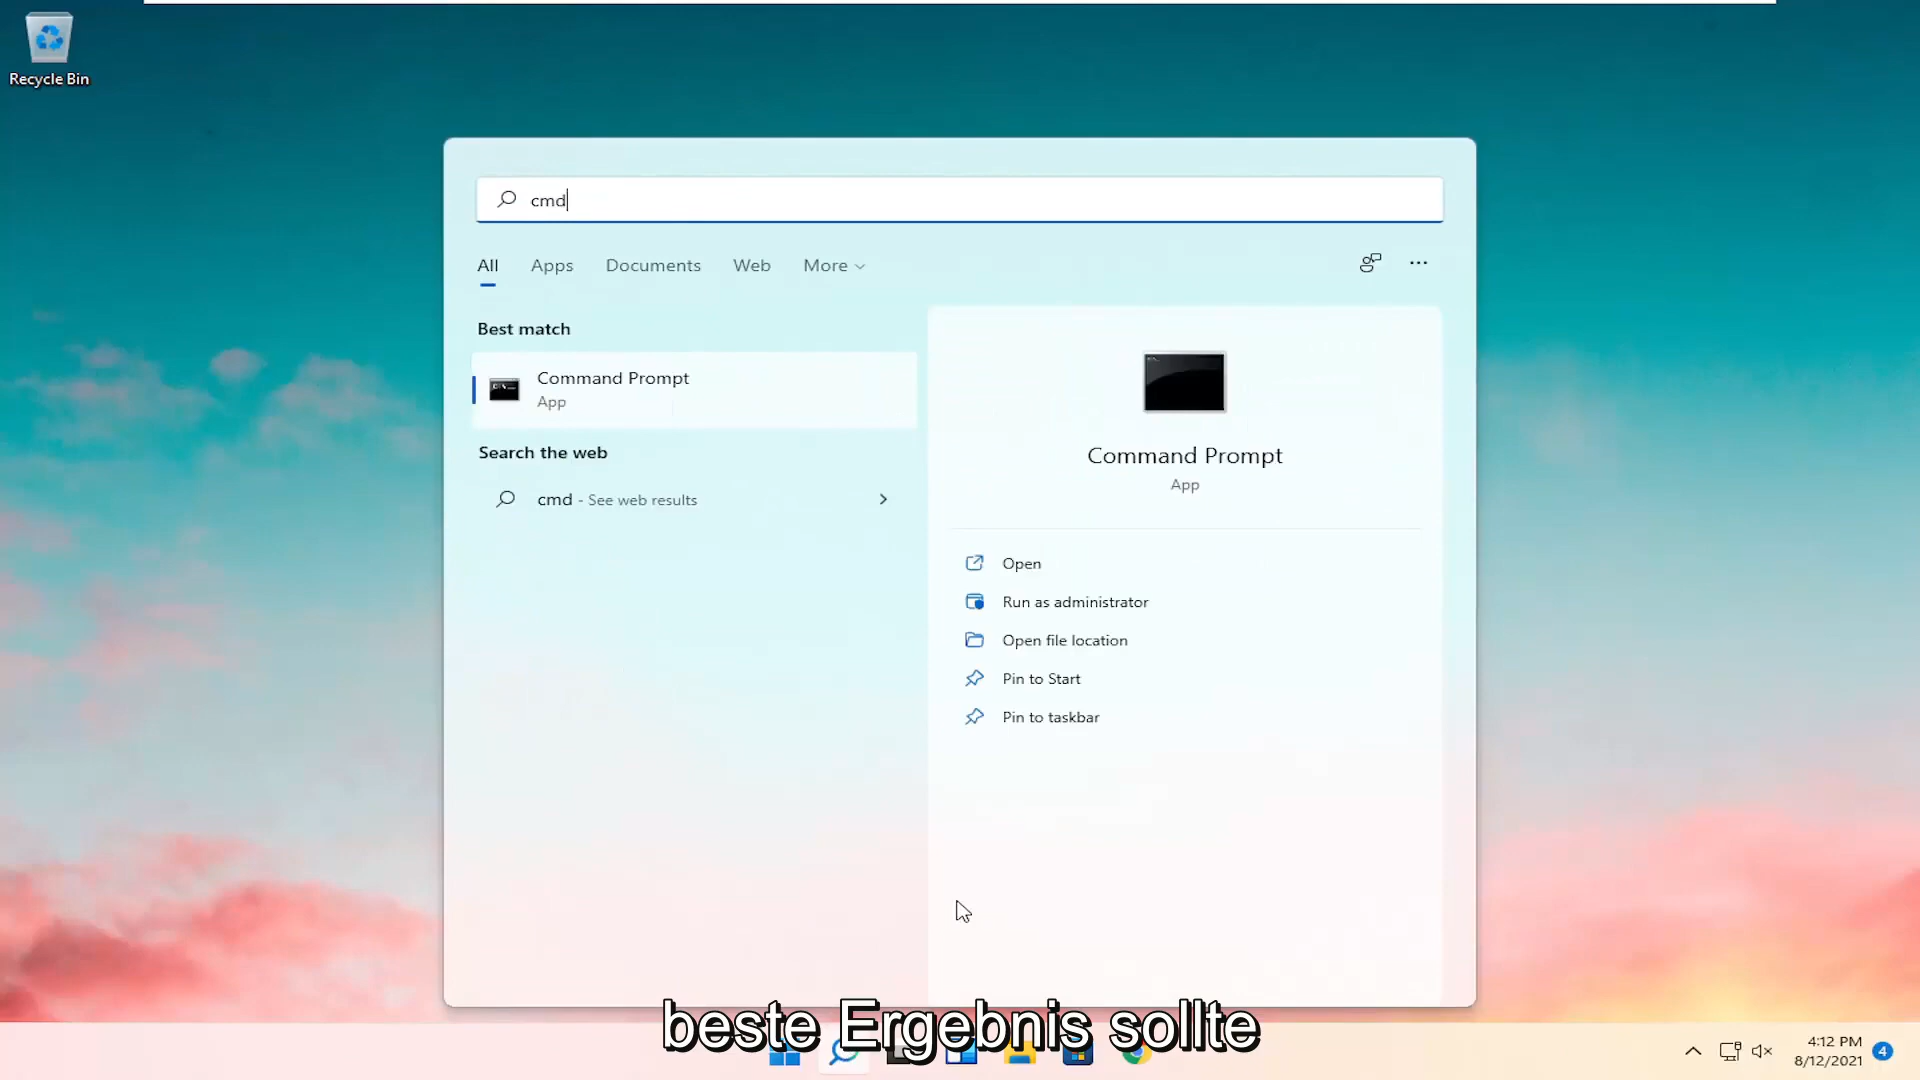 Recycle Bin
cmd
All Apps Documents Web More
Best match
Command Prompt
App
Search the web
cmd - See web results
Command Prompt
App
Open
Run as administrator
Open file location
Pin to Start
Pin to taskbar
beste Ergebnis sollte
4:12 PM
8/12/2021
4